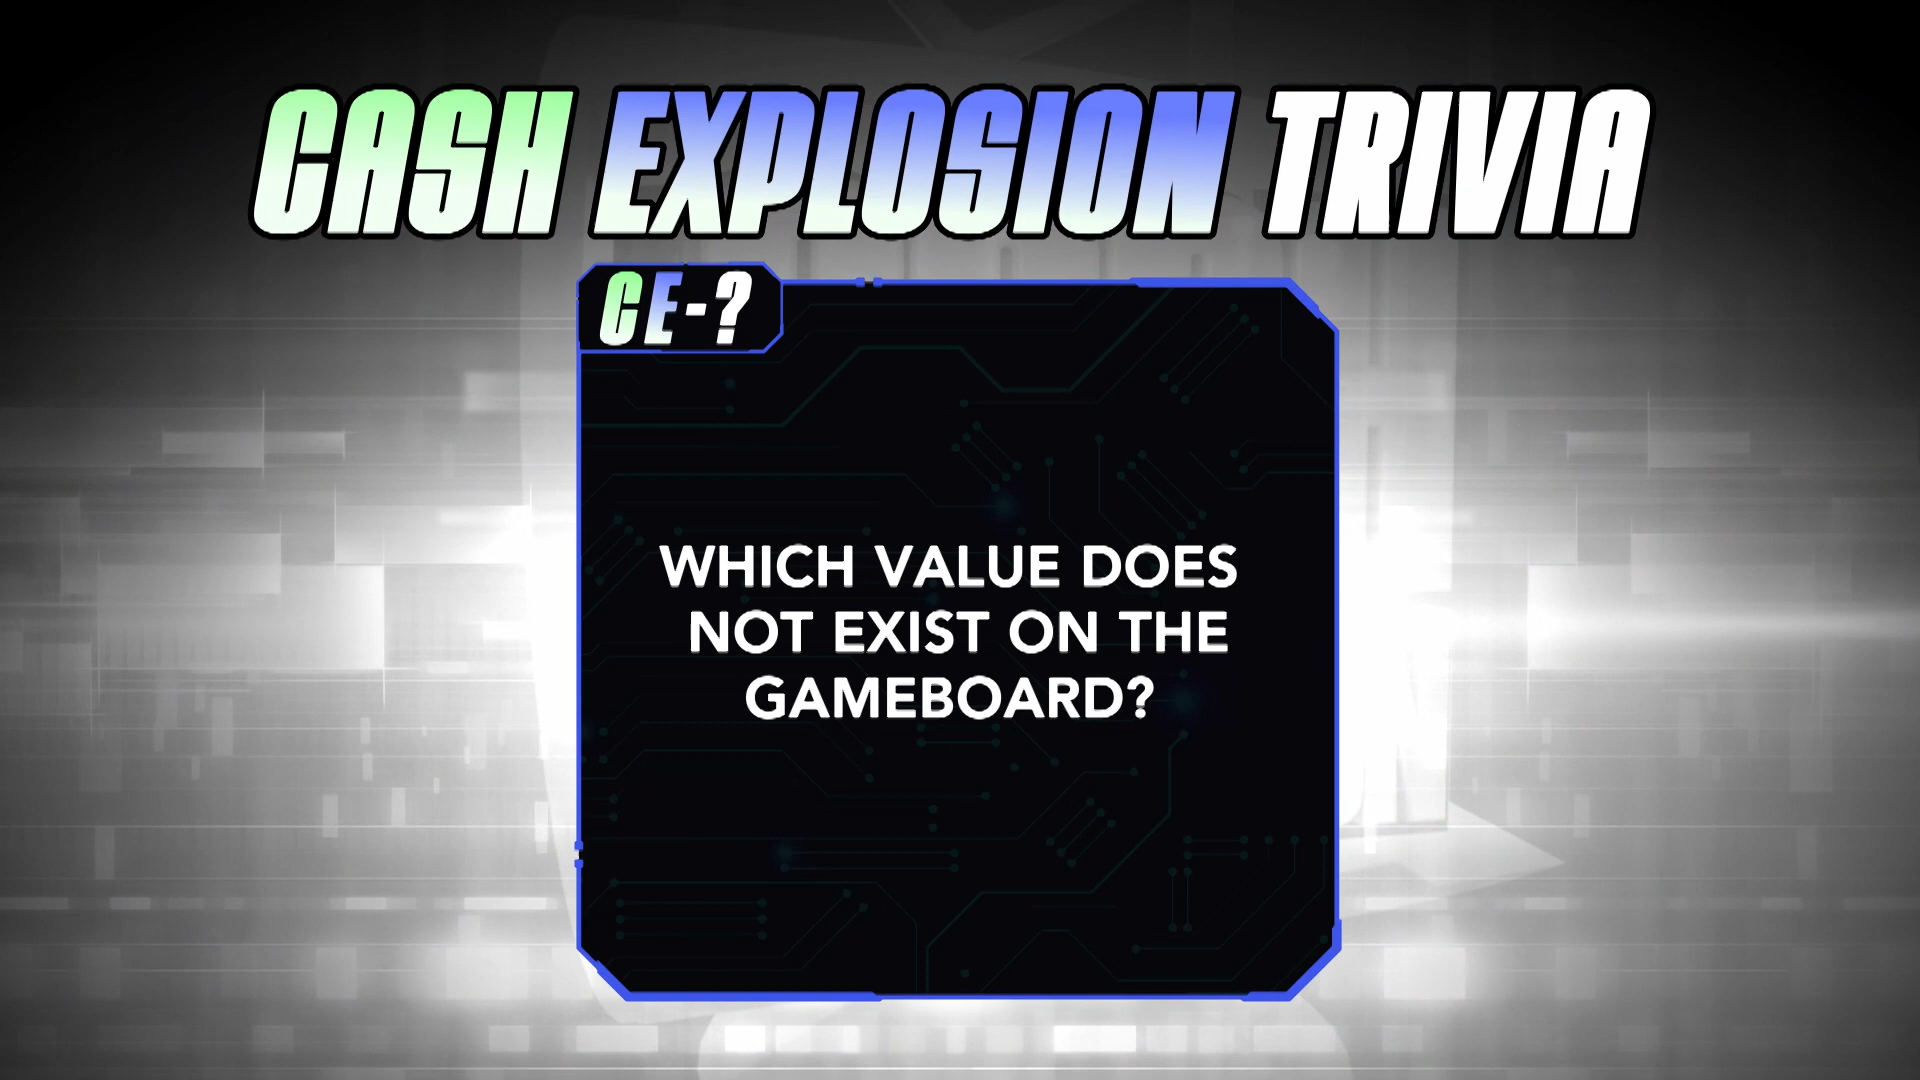 CASH EXPLOSION TRIVIA
CE-?
WHICH VALUE DOES
NOT EXIST ON THE
GAMEBOARD?